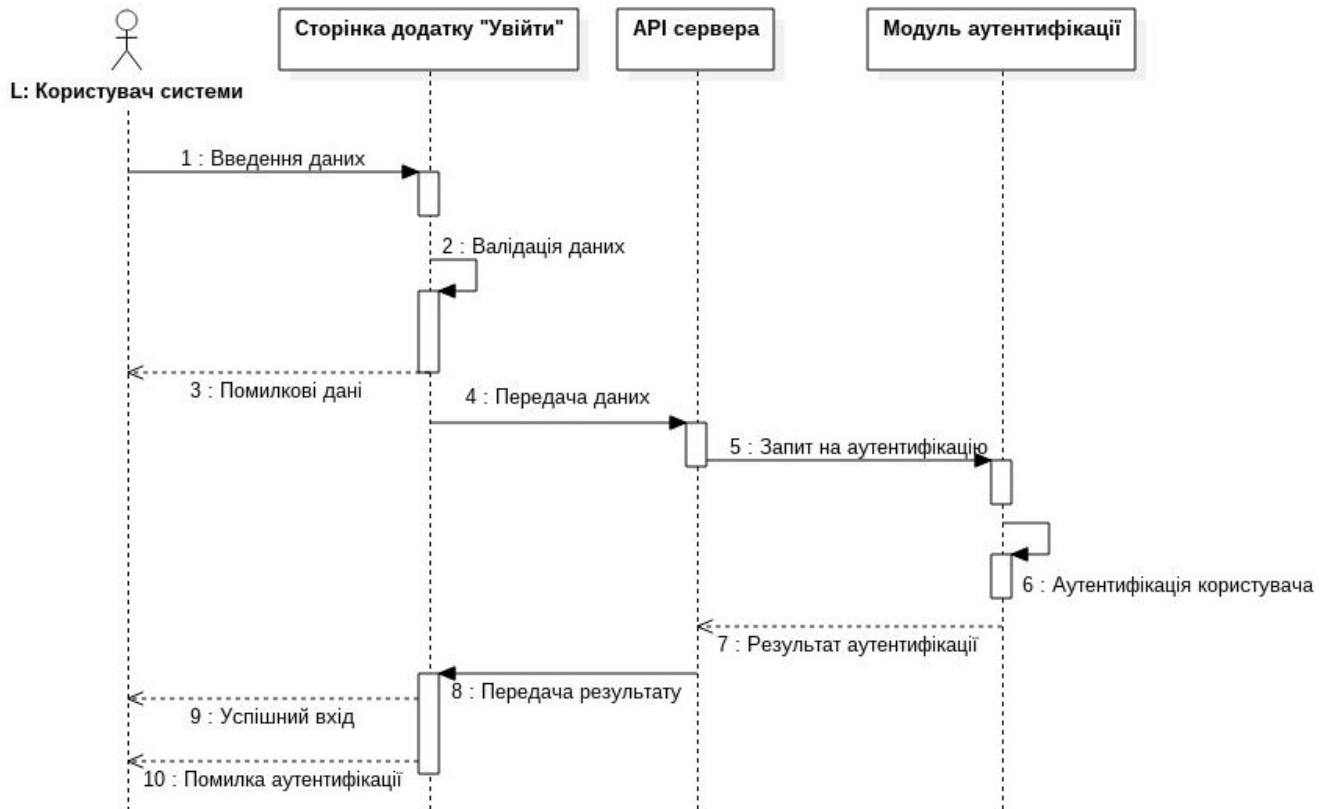 Сторінка додатку "Увійти"
API сервера
Модуль аутентифікації
L: Користувач системи
1 : Введення даних
2 : Валідація даних
3 : Помилкові дані
4 : Передача даних
5 : Запит на аутентифікацію
6 : Аутентифікація користувача
7 : Результат аутентифікації
8 : Передача результату
9 : Успішний вхід
10 : Помилка аутентифікації